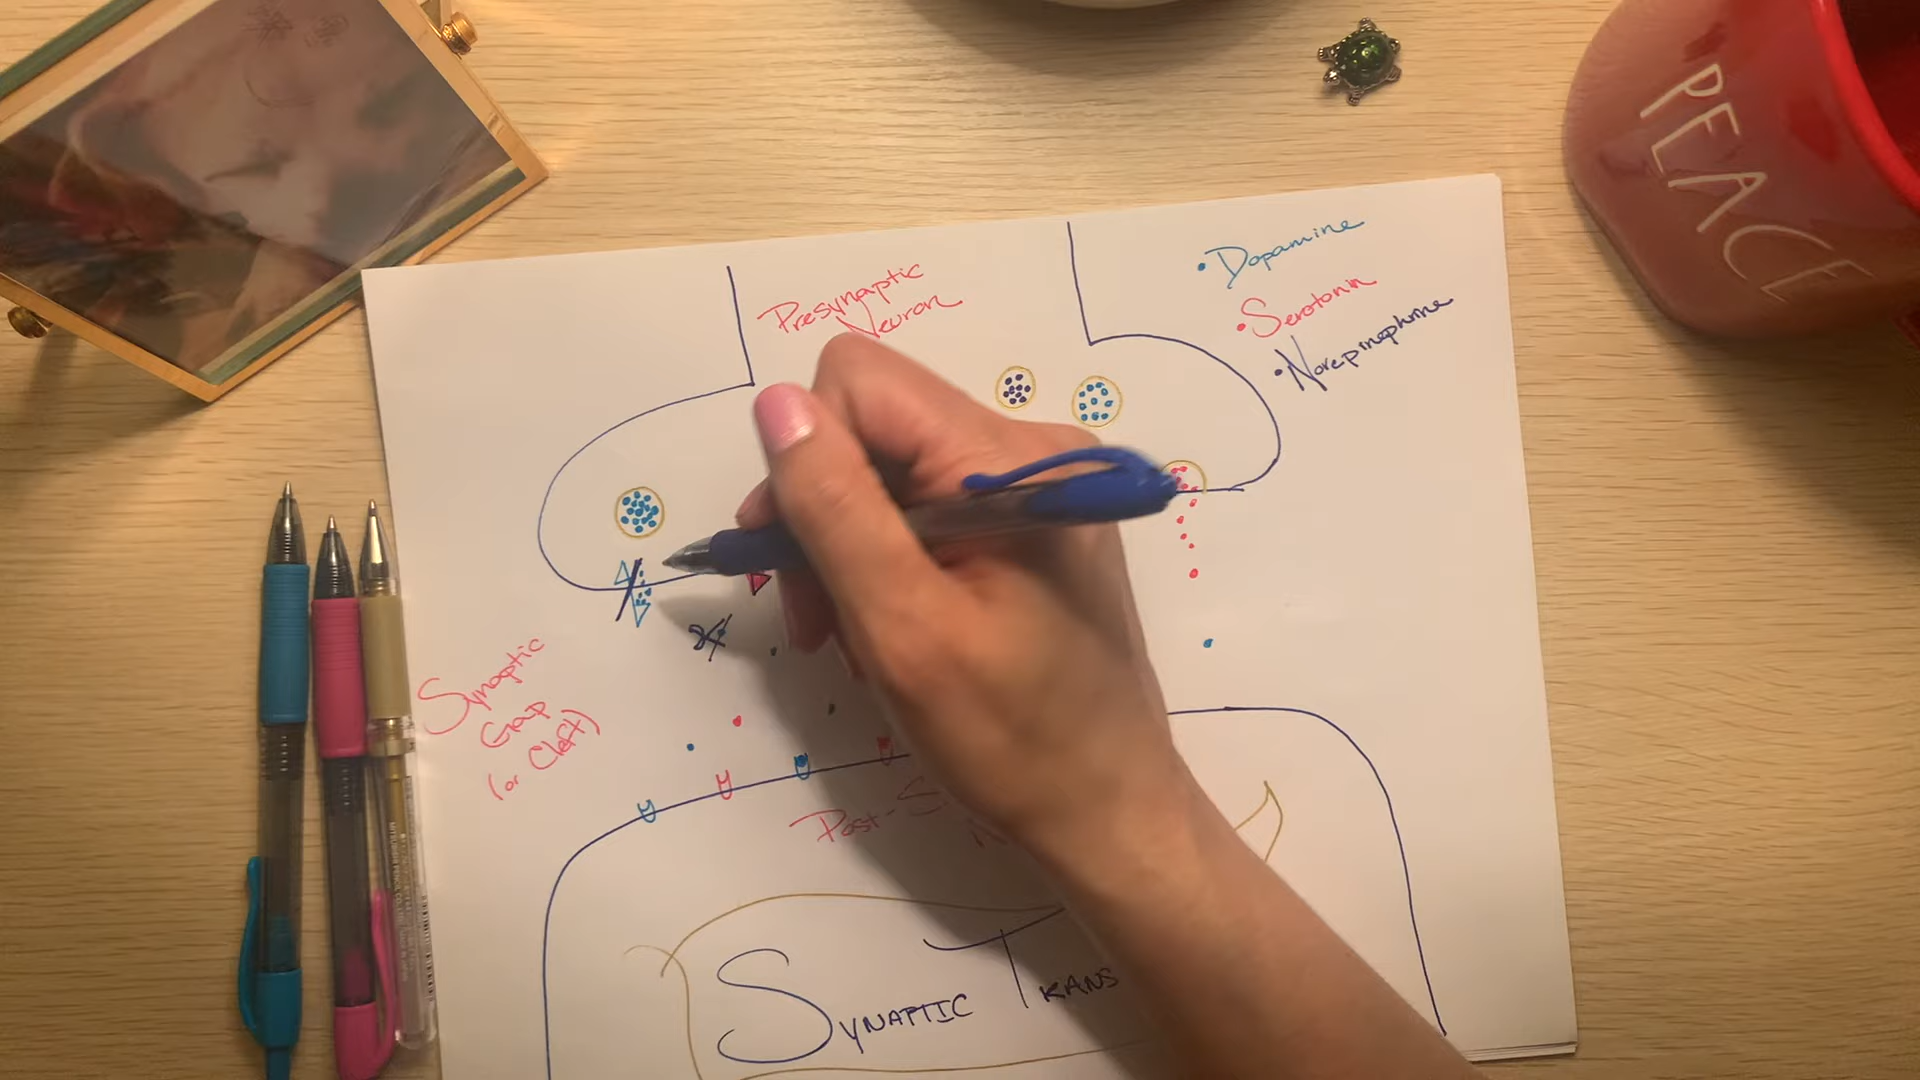 PEACE
• Dopamine
• Serotonin
• Norepinephrine
Presynaptic
Neuron
Synaptic
Gap
(or Cleft)
Post-S
SYNAPTIC TRANS